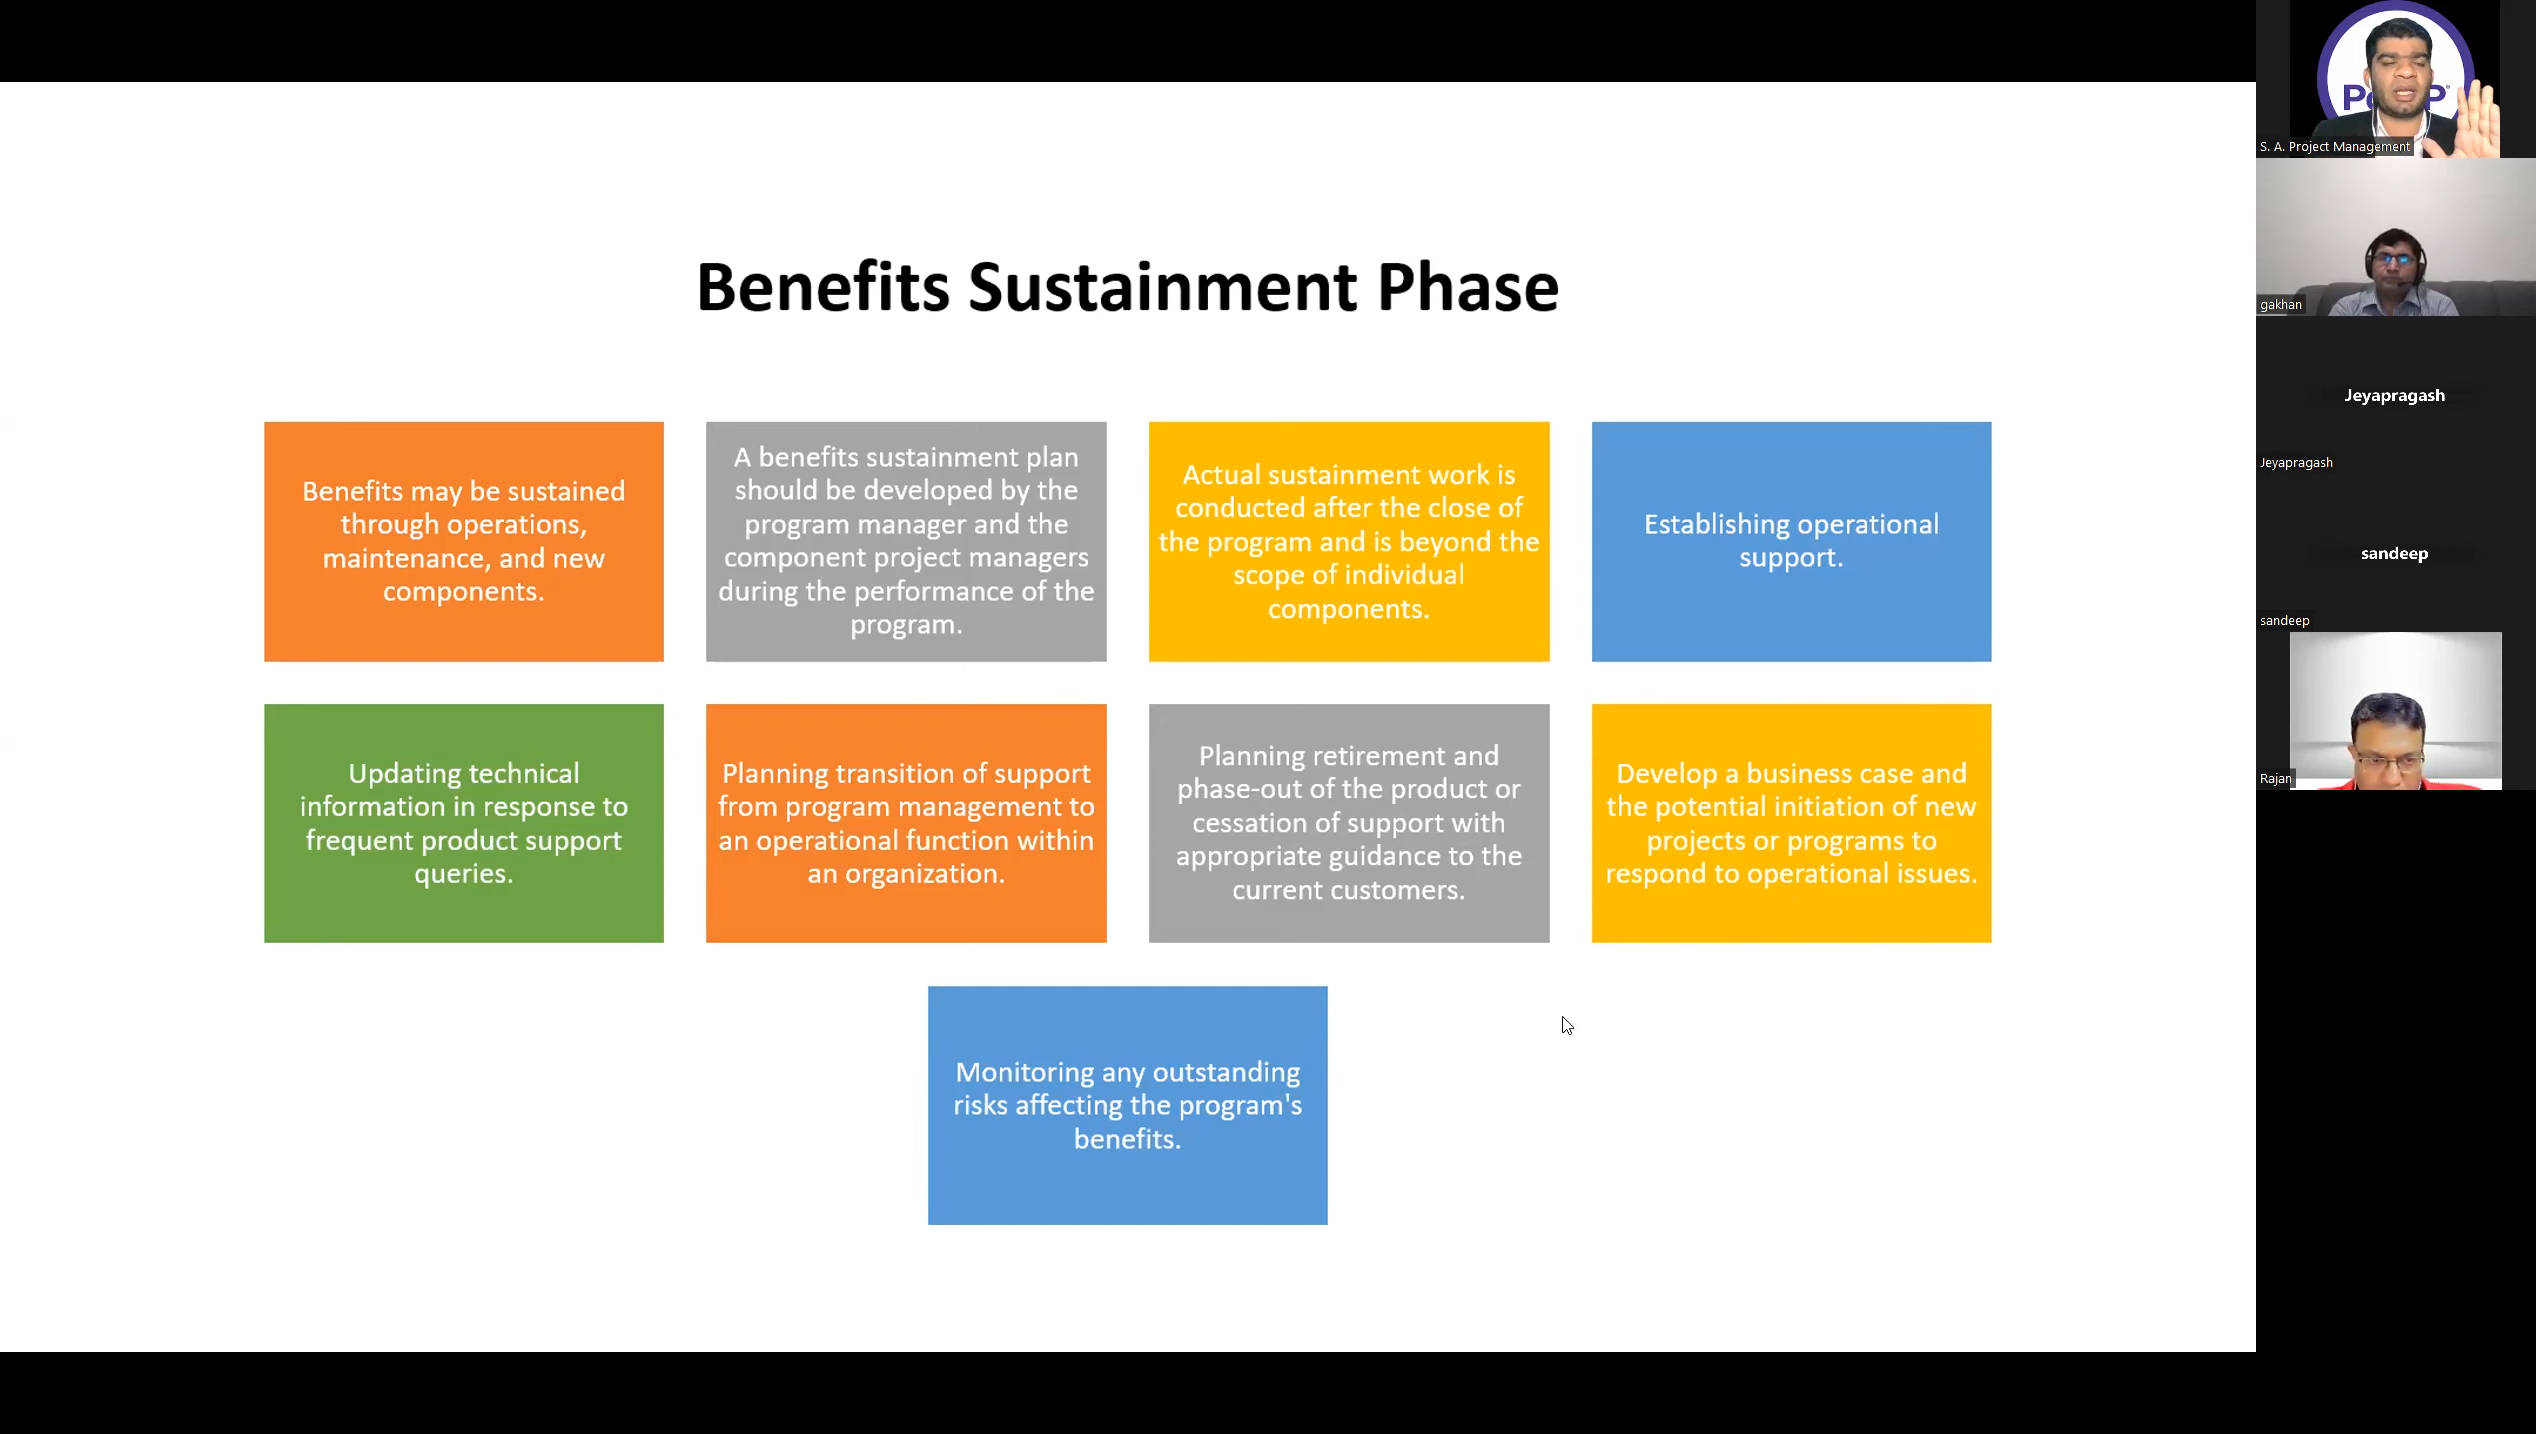 Benefits Sustainment Phase
Benefits may be sustained
through operations,
maintenance, and new
components.
A benefits sustainment plan
should be developed by the
program manager and the
component project managers
during the performance of the
program.
Actual sustainment work is
conducted after the close of
the program and is beyond the
scope of individual
components.
Establishing operational
support.
Updating technical
information in response to
frequent product support
queries.
Planning transition of support
from program management to
an operational function within
an organization.
Planning retirement and
phase-out of the product or
cessation of support with
appropriate guidance to the
current customers.
Develop a business case and
the potential initiation of new
projects or programs to
respond to operational issues.
Monitoring any outstanding
risks affecting the program's
benefits.
S. A. Project Management
gakhan
Jeyapragash
Jeyapragash
sandeep
sandeep
Rajan